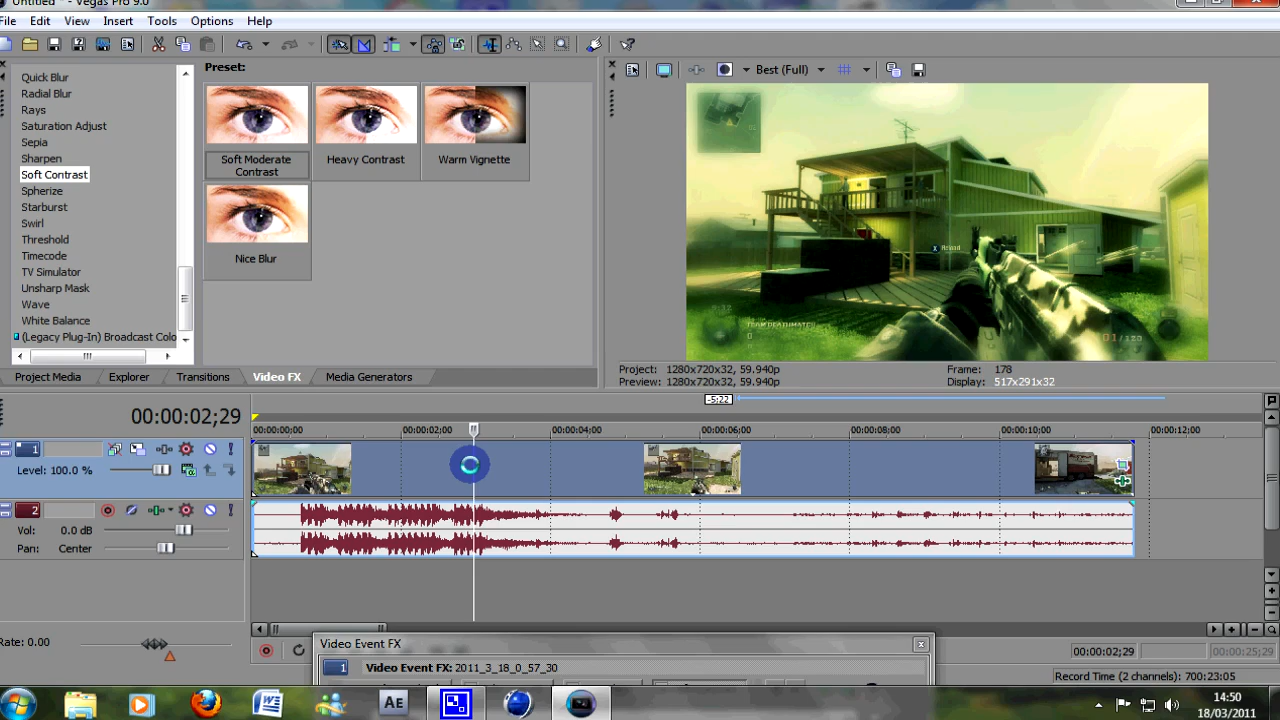 Untitled * - Vegas Pro 9.0
File Edit View Insert Tools Options Help
Quick Blur
Radial Blur
Rays
Saturation Adjust
Sepia
Sharpen
Soft Contrast
Spherize
Starburst
Swirl
Threshold
Timecode
TV Simulator
Unsharp Mask
Wave
White Balance
(Legacy Plug-In) Broadcast Colo
Preset:
Soft Moderate Contrast
Heavy Contrast
Warm Vignette
Nice Blur
Project Media Explorer Transitions Video FX Media Generators
Best (Full)
X Reload
TEAM DEATHMATCH
Project: 1280x720x32, 59.940p
Preview: 1280x720x32, 59.940p
Frame: 178
Display: 517x291x32
-5;22
00:00:02;29
00:00:00;00 00:00:02;00 00:00:04;00 00:00:06;00 00:00:08;00 00:00:10;00 00:00:12;00
1
Level: 100.0 %
2
Vol: 0.0 dB
Pan: Center
Rate: 0.00
Video Event FX
1 Video Event FX: 2011_3_18_0_57_30
00:00:02;29 00:00:25;29
Record Time (2 channels): 700:23:05
AE
14:50
18/03/2011